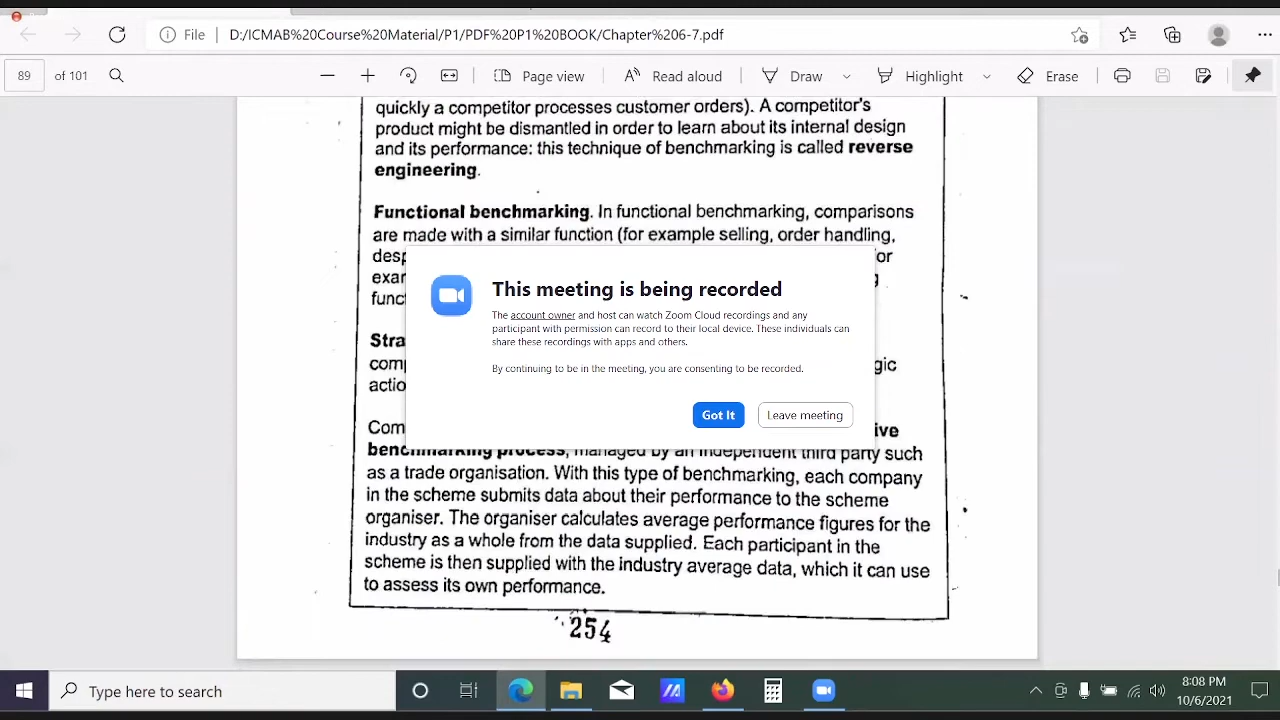 File
D:/ICMAB%20Course%20Material/P1/PDF%20P1%20BOOK/Chapter%206-7.pdf
89 of 101
Page view
Read aloud
Draw
Highlight
Erase
quickly a competitor processes customer orders). A competitor's
product might be dismantled in order to learn about its internal design
and its performance: this technique of benchmarking is called reverse
engineering.
Functional benchmarking. In functional benchmarking, comparisons
are made with a similar function (for example selling, order handling,
This meeting is being recorded
The account owner and host can watch Zoom Cloud recordings and any
participant with permission can record to their local device. These individuals can
share these recordings with apps and others.
By continuing to be in the meeting, you are consenting to be recorded.
Got It
Leave meeting
benchmarking process, managed by an independent third party such
as a trade organisation. With this type of benchmarking, each company
in the scheme submits data about their performance to the scheme
organiser. The organiser calculates average performance figures for the
industry as a whole from the data supplied. Each participant in the
scheme is then supplied with the industry average data, which it can use
to assess its own performance.
254
Type here to search
8:08 PM
10/6/2021